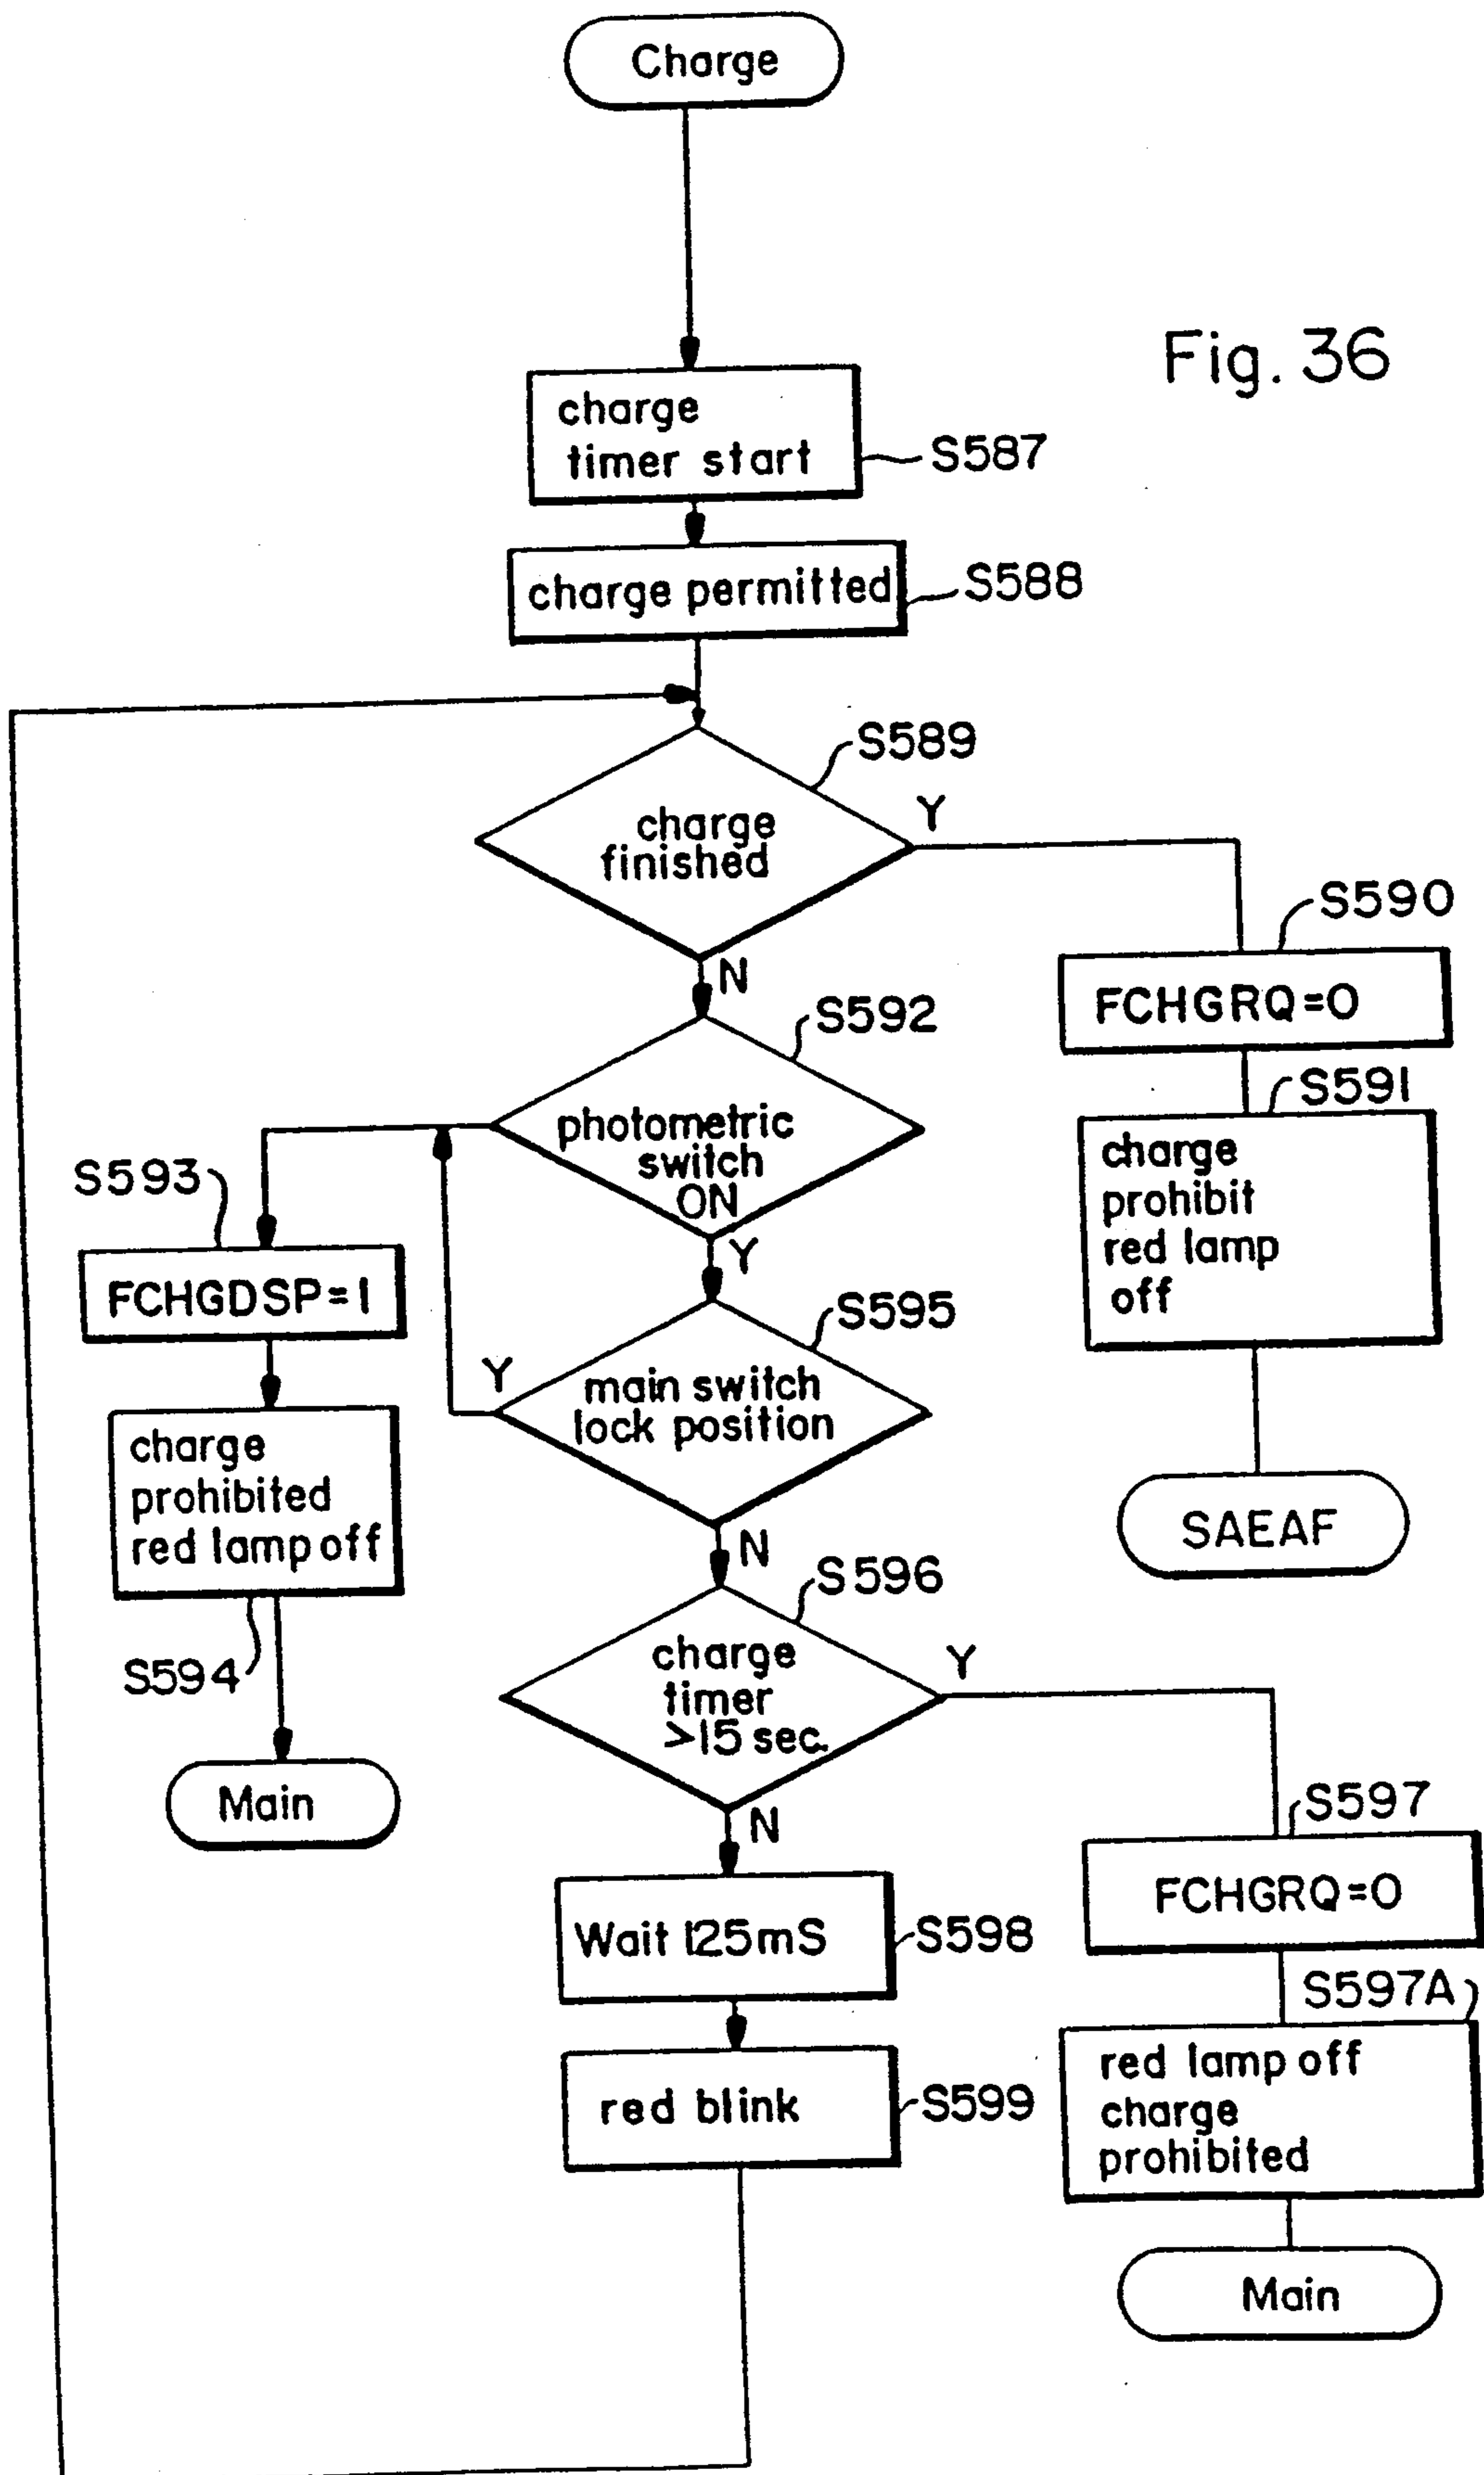 Charge
Fig. 36
charge
timer start
S587
charge permitted
S588
S589
charge
finished
Y
N
S590
FCHGRQ=0
S591
charge
prohibit
red lamp
off
SAEAF
S592
photometric
switch
ON
Y
S593
FCHGDSP=1
charge
prohibited
red lamp off
S594
Main
S595
main switch
lock position
Y
N
S596
charge
timer
>15 sec.
Y
N
S597
FCHGRQ=0
S597A
red lamp off
charge
prohibited
Main
Wait 125mS
S598
red blink
S599